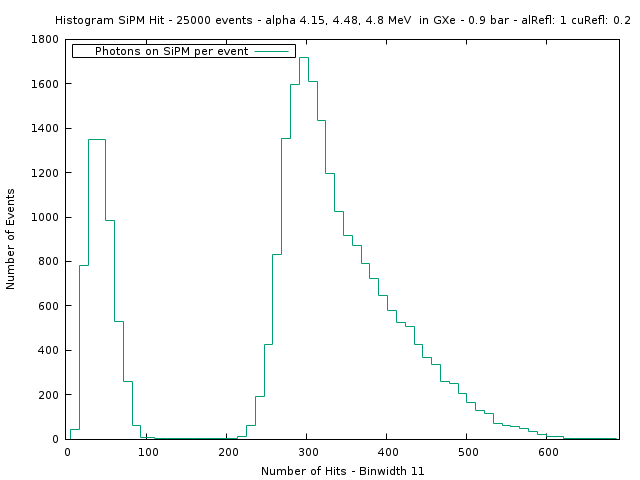 Histogram SiPM Hit - 25000 events - alpha 4.15, 4.48, 4.8 MeV  in GXe - 0.9 bar - alRefl: 1 cuRefl: 0.2
Photons on SiPM per event
1800
1600
1400
1200
1000
800
600
400
200
0
Number of Events
0 100 200 300 400 500 600
Number of Hits - Binwidth 11